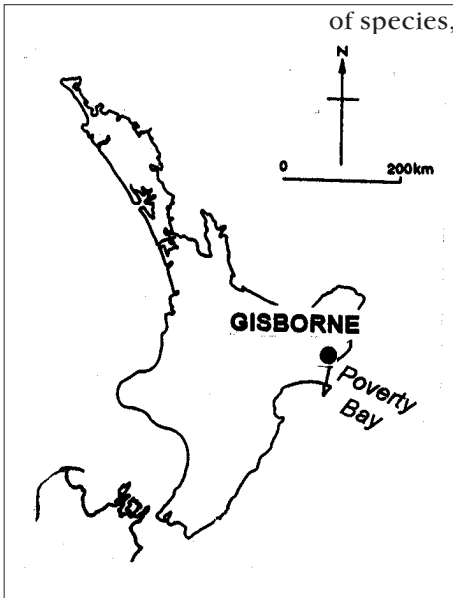 of species,
N
0 200km
GISBORNE
Poverty
Bay